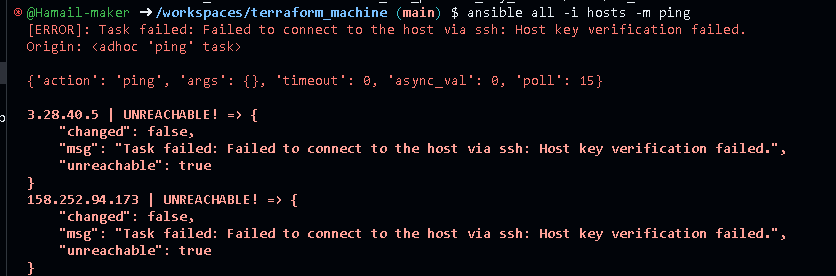 @Hamail-maker ➜/workspaces/terraform_machine (main) $ ansible all -i hosts -m ping
[ERROR]: Task failed: Failed to connect to the host via ssh: Host key verification failed.
Origin: <adhoc 'ping' task>
{'action': 'ping', 'args': {}, 'timeout': 0, 'async_val': 0, 'poll': 15}
3.28.40.5 | UNREACHABLE! => {
    "changed": false,
    "msg": "Task failed: Failed to connect to the host via ssh: Host key verification failed.",
    "unreachable": true
}
158.252.94.173 | UNREACHABLE! => {
    "changed": false,
    "msg": "Task failed: Failed to connect to the host via ssh: Host key verification failed.",
    "unreachable": true
}